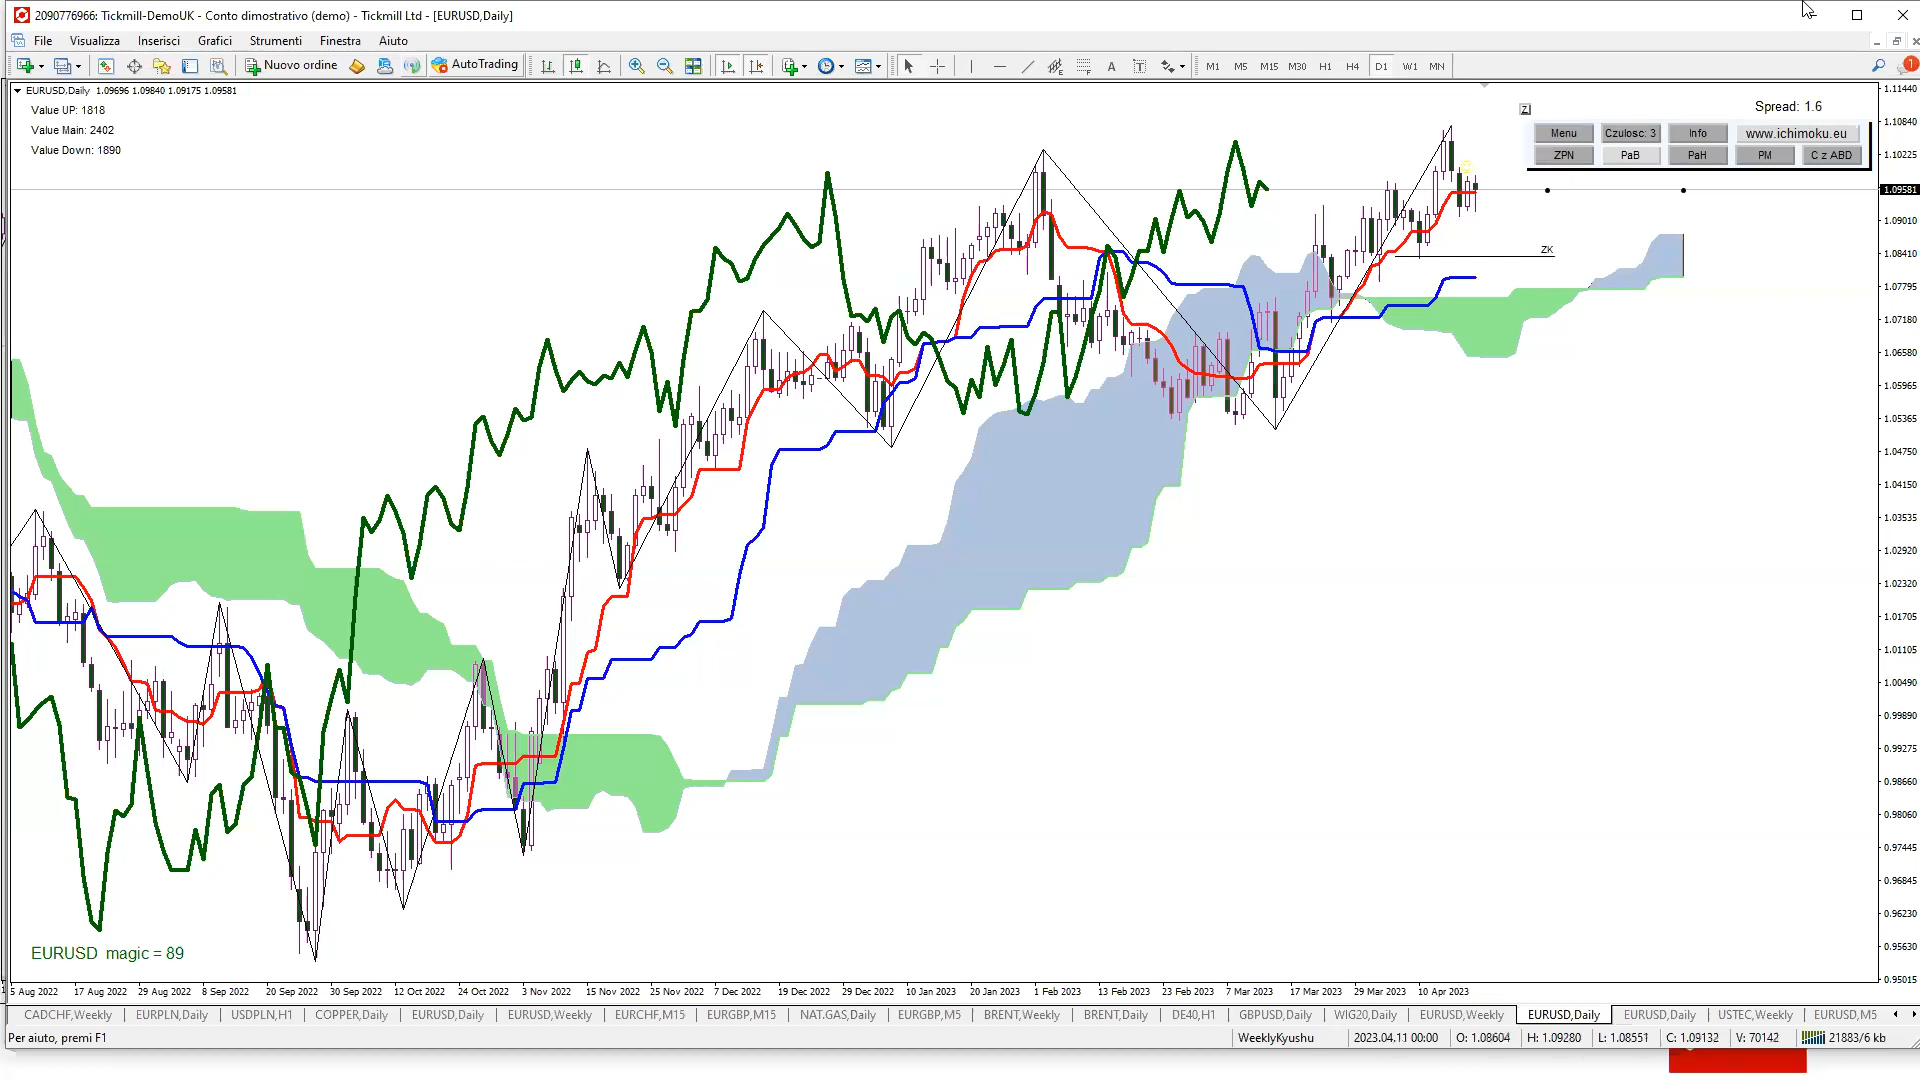 2090776966: Tickmill-DemoUK - Conto dimostrativo (demo) - Tickmill Ltd - [EURUSD,Daily]
File Visualizza Inserisci Grafici Strumenti Finestra Aiuto
Nuovo ordine AutoTrading A T M1 M5 M15 M30 H1 H4 D1 W1 MN 1
EURUSD,Daily 1.09696 1.09840 1.09175 1.09581
Value UP: 1818
Value Main: 2402
Value Down: 1890
Spread: 1.6
Menu Czulosc: 3 Info www.ichimoku.eu
ZPN PaB PaH PM C z ABD
ZK
1.11440
1.10840
1.10225
1.09581
1.09010
1.08410
1.07795
1.07180
1.06580
1.05965
1.05365
1.04750
1.04150
1.03535
1.02920
1.02320
1.01705
1.01105
1.00490
0.99890
0.99275
0.98660
0.98060
0.97445
0.96845
0.96230
0.95630
0.95015
EURUSD magic = 89
5 Aug 2022 17 Aug 2022 29 Aug 2022 8 Sep 2022 20 Sep 2022 30 Sep 2022 12 Oct 2022 24 Oct 2022 3 Nov 2022 15 Nov 2022 25 Nov 2022 7 Dec 2022 19 Dec 2022 29 Dec 2022 10 Jan 2023 20 Jan 2023 1 Feb 2023 13 Feb 2023 23 Feb 2023 7 Mar 2023 17 Mar 2023 29 Mar 2023 10 Apr 2023
CADCHF,Weekly EURPLN,Daily USDPLN,H1 COPPER,Daily EURUSD,Daily EURUSD,Weekly EURCHF,M15 EURGBP,M15 NAT.GAS,Daily EURGBP,M5 BRENT,Weekly BRENT,Daily DE40,H1 GBPUSD,Daily WIG20,Daily EURUSD,Weekly EURUSD,Daily EURUSD,Daily USTEC,Weekly EURUSD,M5
Per aiuto, premi F1 WeeklyKyushu 2023.04.11 00:00 O: 1.08604 H: 1.09280 L: 1.08551 C: 1.09132 V: 70142 21883/6 kb